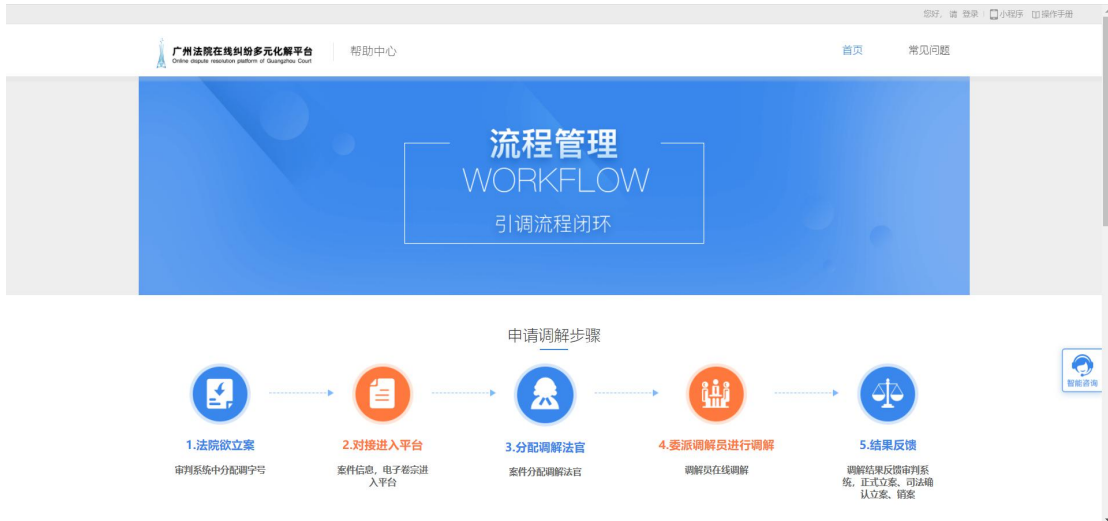 您好, 请 登录 | 小程序 操作手册
广州法院在线纠纷多元化解平台
Online dispute resolution platform of Guangzhou Court
帮助中心
首页 常见问题
流程管理
WORKFLOW
引调流程闭环
申请调解步骤
智能咨询
1.法院欲立案
审判系统中分配调字号
2.对接进入平台
案件信息，电子卷宗进
入平台
3.分配调解法官
案件分配调解法官
4.委派调解员进行调解
调解员在线调解
5.结果反馈
调解结果反馈审判系
统，正式立案、司法确
认立案、销案